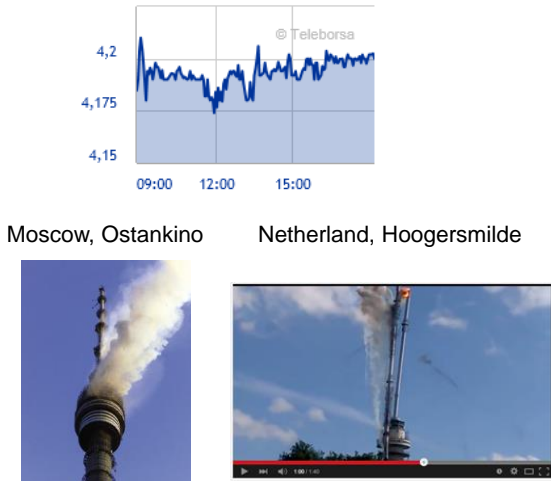 © Teleborsa
4,2
4,175
4,15
09:00 12:00 15:00
Moscow, Ostankino Netherland, Hoogersmilde
1:00 / 1:40